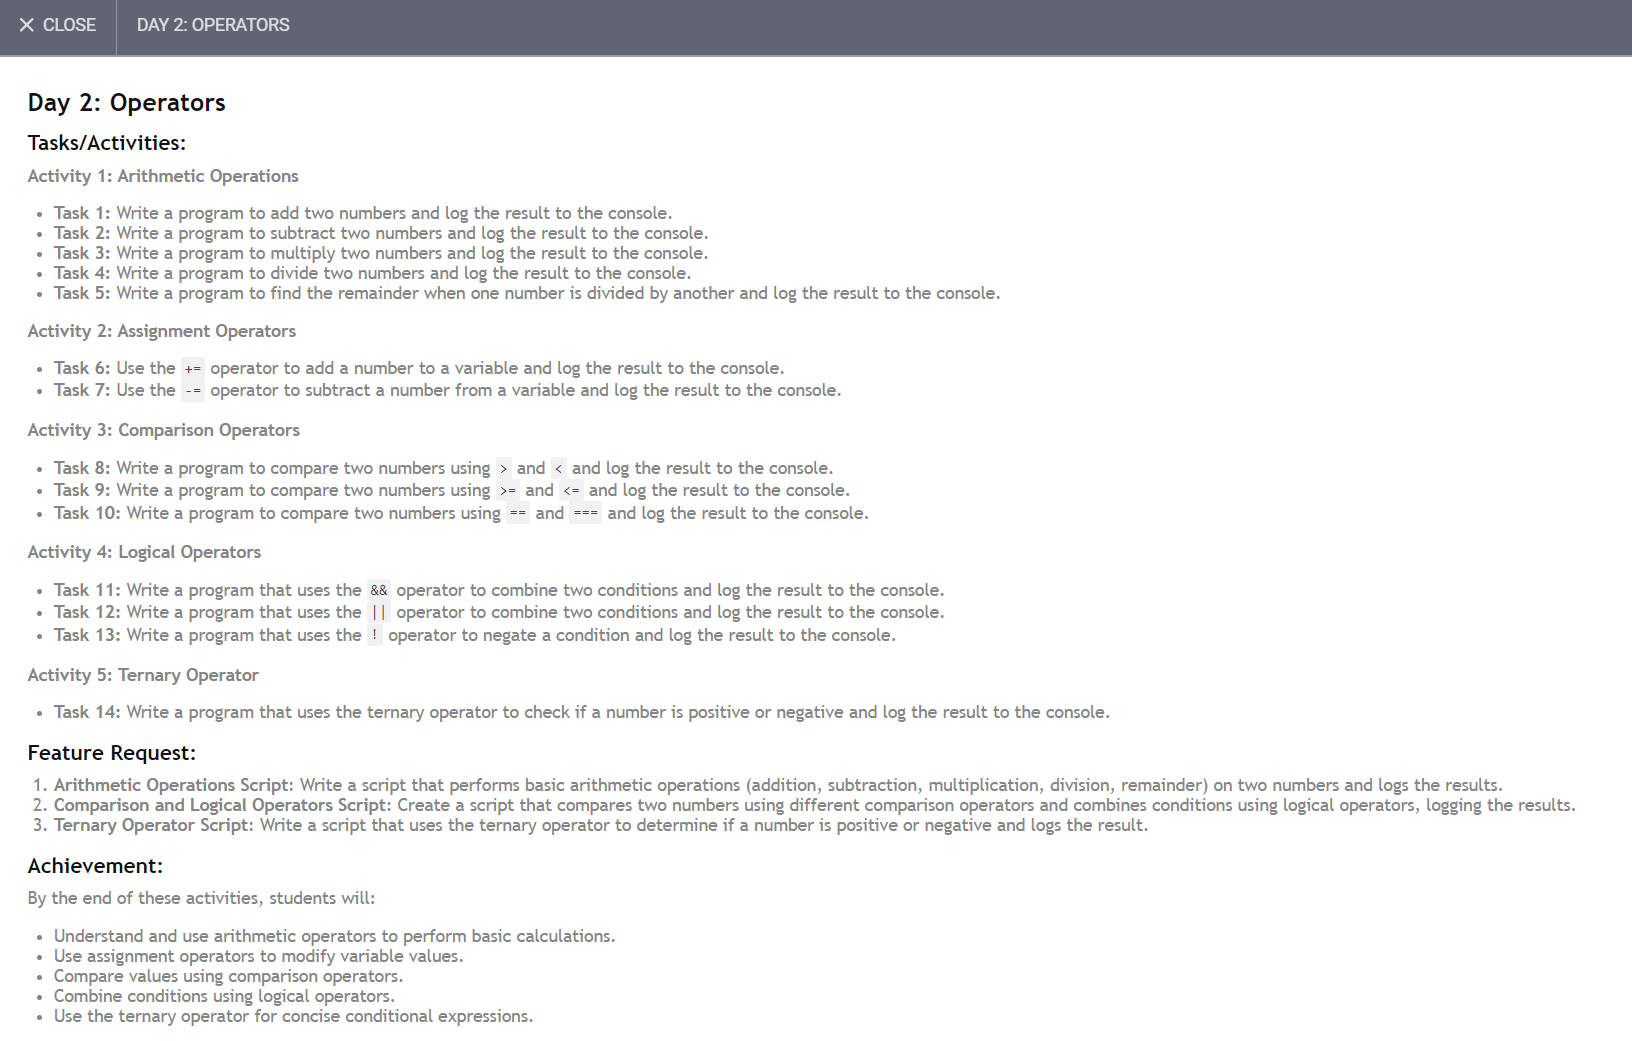 CLOSE
DAY 2: OPERATORS
Day 2: Operators
Tasks/Activities:
Activity 1: Arithmetic Operations
Task 1: Write a program to add two numbers and log the result to the console.
Task 2: Write a program to subtract two numbers and log the result to the console.
Task 3: Write a program to multiply two numbers and log the result to the console.
Task 4: Write a program to divide two numbers and log the result to the console.
Task 5: Write a program to find the remainder when one number is divided by another and log the result to the console.
Activity 2: Assignment Operators
Task 6: Use the += operator to add a number to a variable and log the result to the console.
Task 7: Use the -= operator to subtract a number from a variable and log the result to the console.
Activity 3: Comparison Operators
Task 8: Write a program to compare two numbers using > and < and log the result to the console.
Task 9: Write a program to compare two numbers using >= and <= and log the result to the console.
Task 10: Write a program to compare two numbers using == and === and log the result to the console.
Activity 4: Logical Operators
Task 11: Write a program that uses the && operator to combine two conditions and log the result to the console.
Task 12: Write a program that uses the || operator to combine two conditions and log the result to the console.
Task 13: Write a program that uses the ! operator to negate a condition and log the result to the console.
Activity 5: Ternary Operator
Task 14: Write a program that uses the ternary operator to check if a number is positive or negative and log the result to the console.
Feature Request:
1. Arithmetic Operations Script: Write a script that performs basic arithmetic operations (addition, subtraction, multiplication, division, remainder) on two numbers and logs the results.
2. Comparison and Logical Operators Script: Create a script that compares two numbers using different comparison operators and combines conditions using logical operators, logging the results.
3. Ternary Operator Script: Write a script that uses the ternary operator to determine if a number is positive or negative and logs the result.
Achievement:
By the end of these activities, students will:
Understand and use arithmetic operators to perform basic calculations.
Use assignment operators to modify variable values.
Compare values using comparison operators.
Combine conditions using logical operators.
Use the ternary operator for concise conditional expressions.